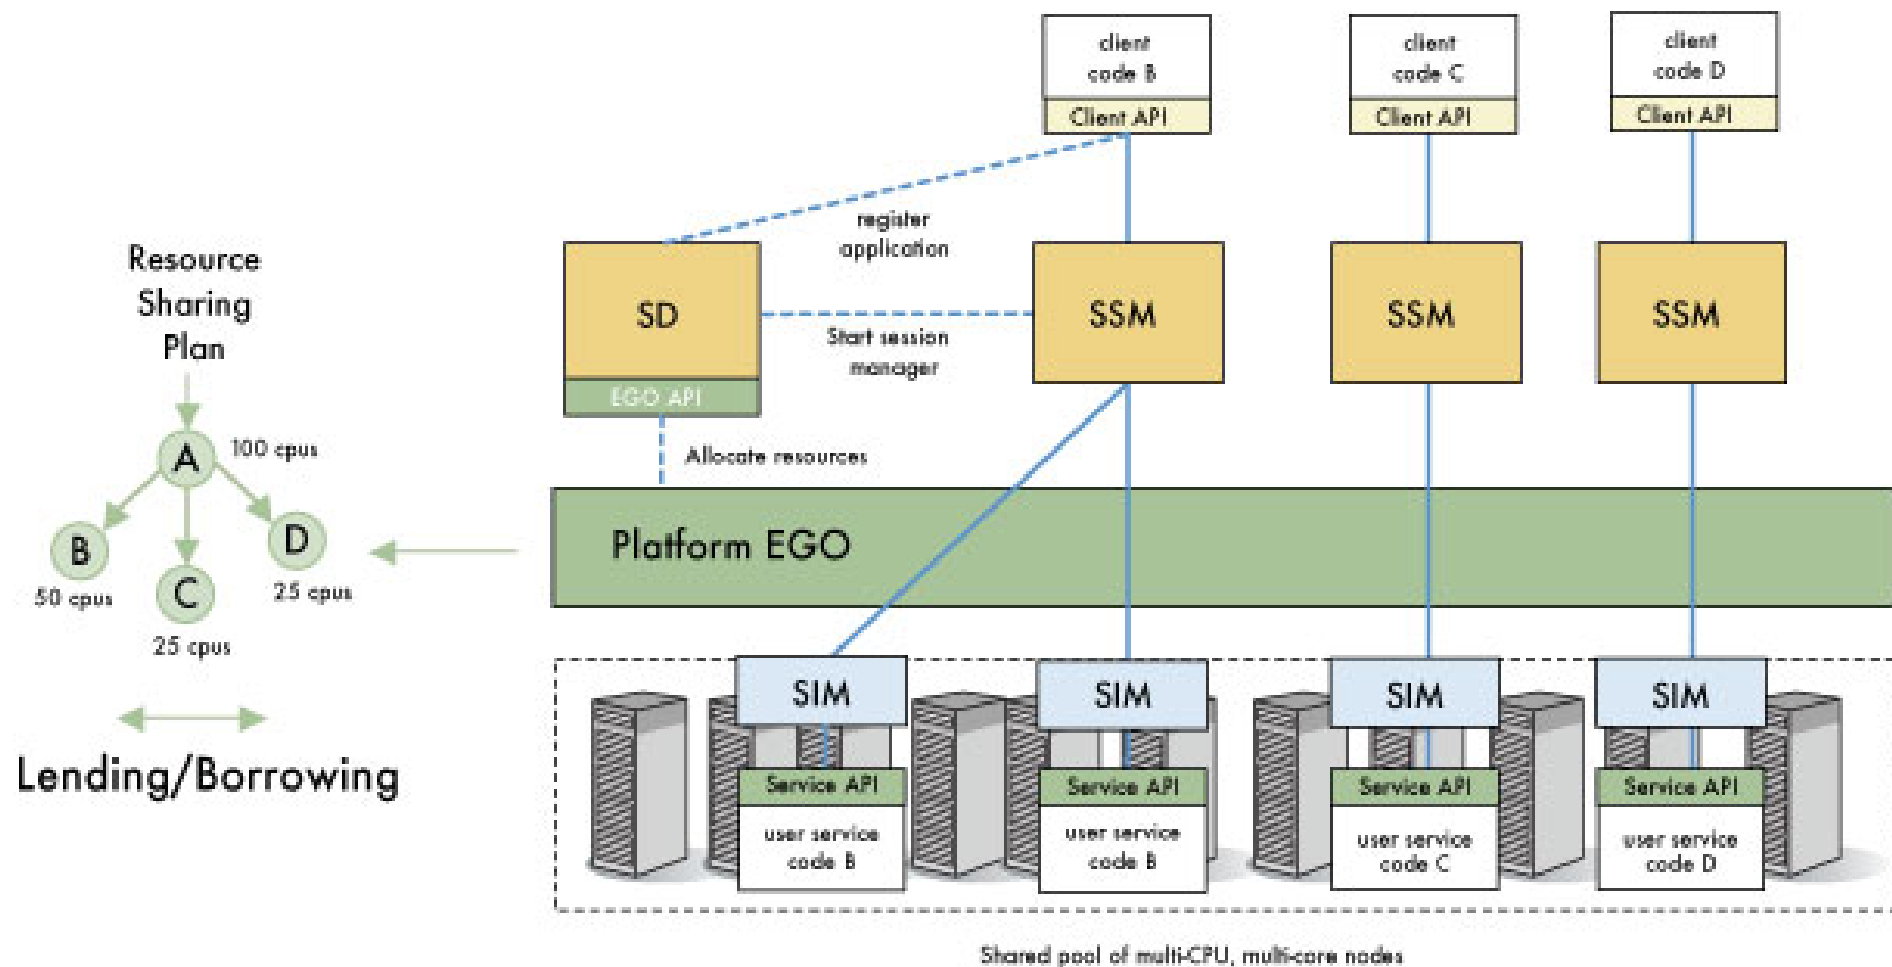 client
code B
Client API
client
code C
Client API
client
code D
Client API
register
application
Resource
Sharing
Plan
SD
EGO API
Start session
manager
SSM
SSM
SSM
Allocate resources
A
100 cpus
B
50 cpus
C
25 cpus
D
25 cpus
Platform EGO
Lending/Borrowing
SIM
Service API
user service
code B
SIM
Service API
user service
code B
SIM
Service API
user service
code C
SIM
Service API
user service
code D
Shared pool of multi-CPU, multi-core nodes